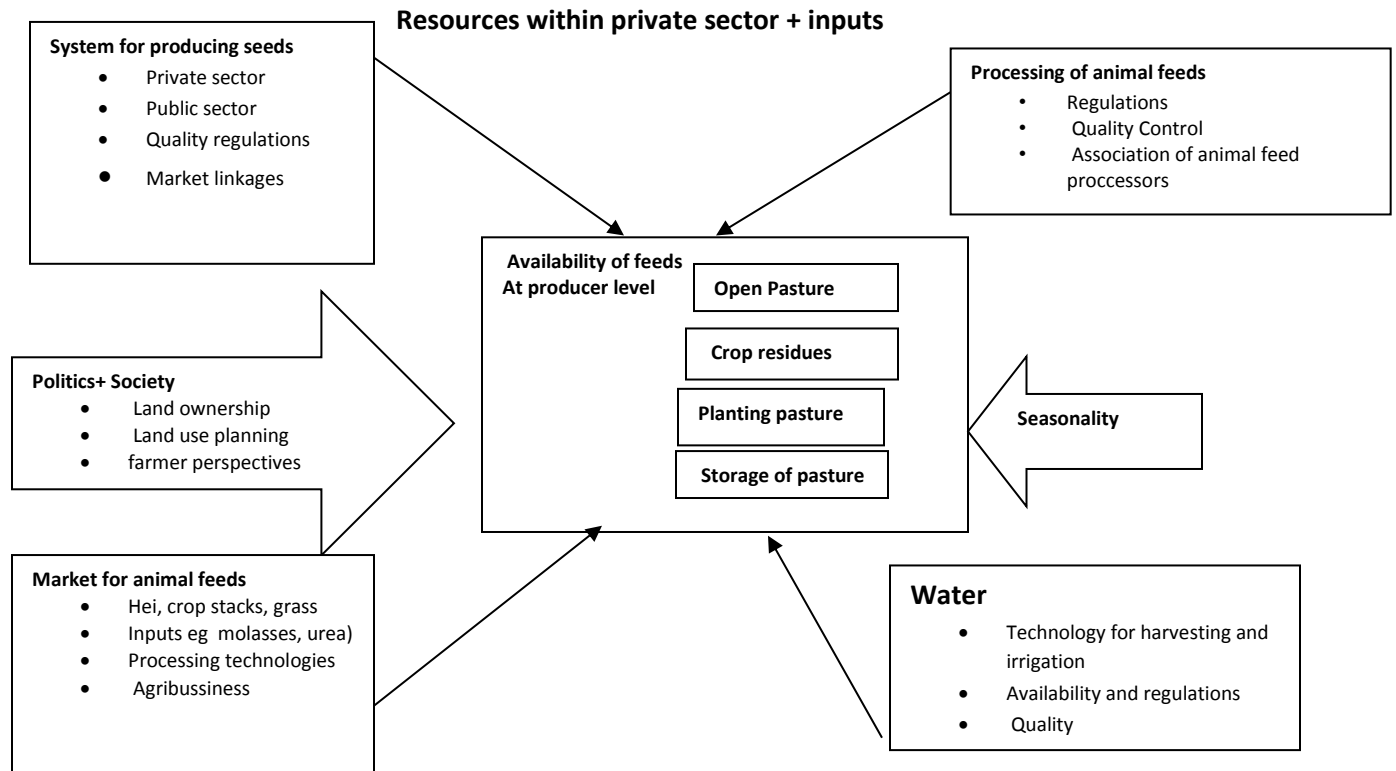 Resources within private sector + inputs
System for producing seeds
• Private sector
• Public sector
• Quality regulations
• Market linkages
Processing of animal feeds
• Regulations
• Quality Control
• Association of animal feed
proccessors
Availability of feeds
At producer level
Open Pasture
Crop residues
Planting pasture
Storage of pasture
Politics+ Society
• Land ownership
• Land use planning
• farmer perspectives
Seasonality
Market for animal feeds
• Hei, crop stacks, grass
• Inputs eg molasses, urea)
• Processing technologies
• Agribussiness
Water
• Technology for harvesting and
irrigation
• Availability and regulations
• Quality